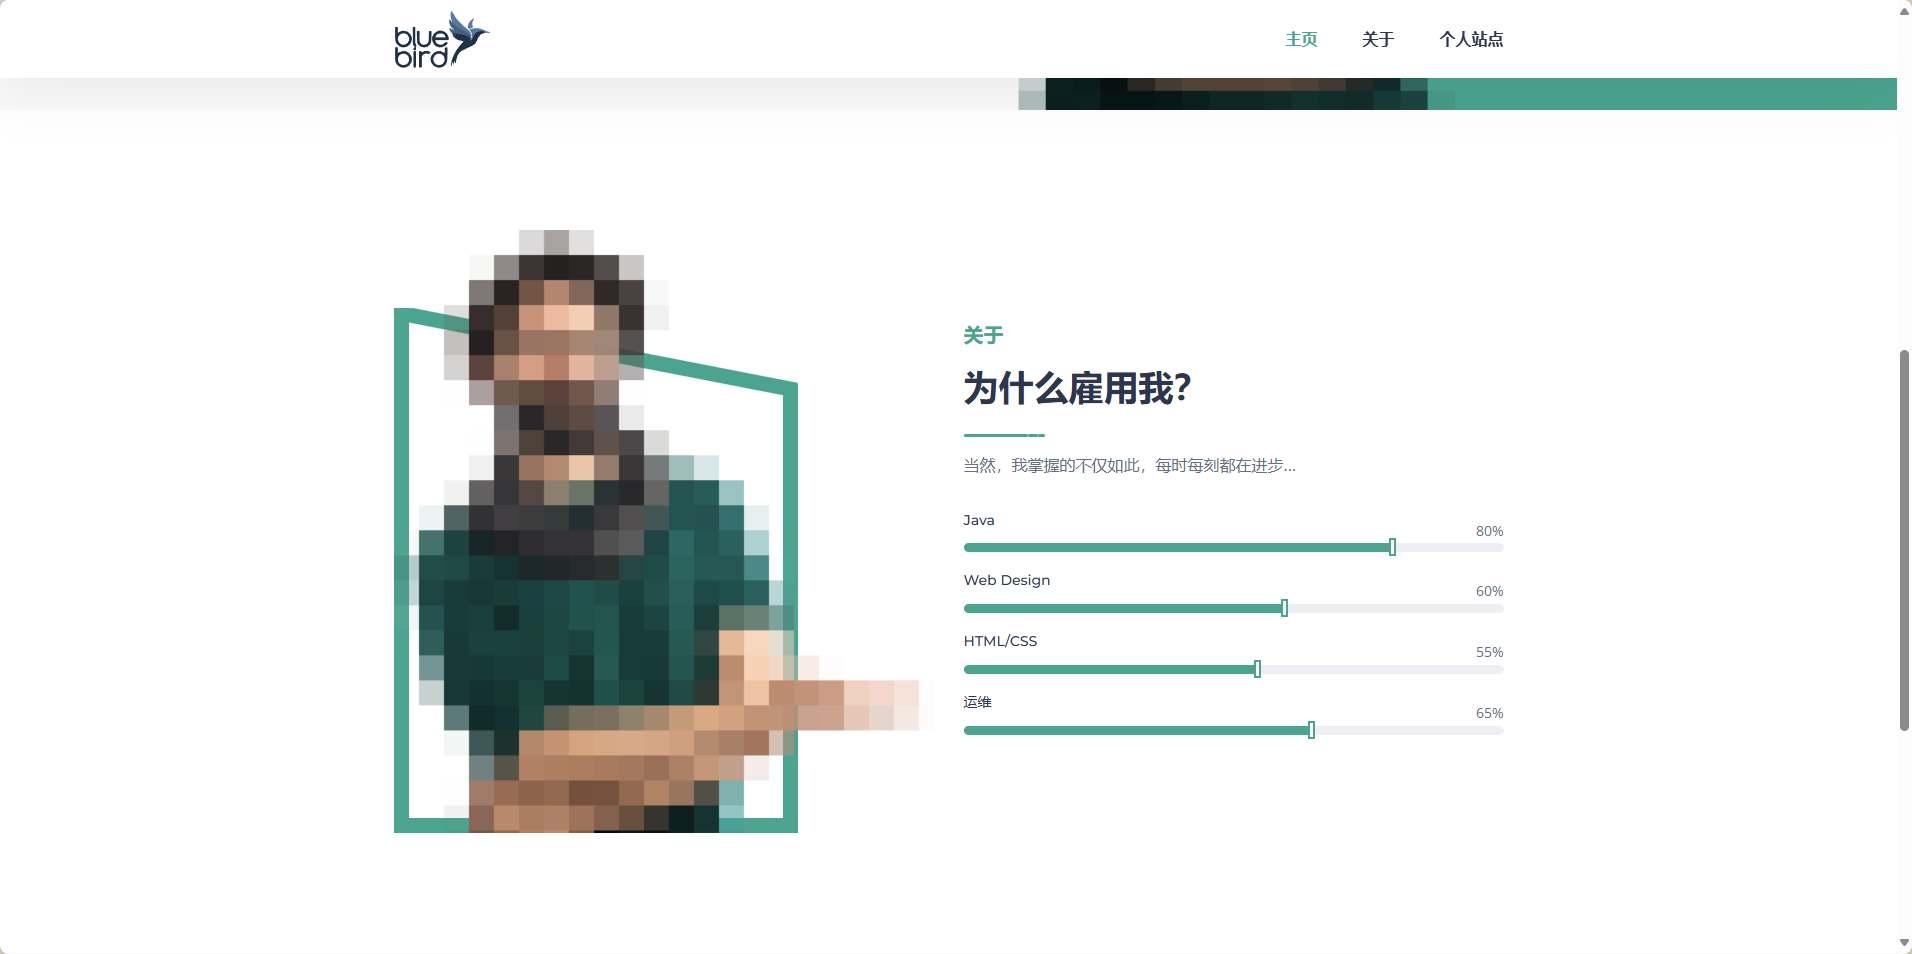 blue
bird
主页 关于 个人站点
关于
为什么雇用我?
当然，我掌握的不仅如此，每时每刻都在进步...
Java
80%
Web Design
60%
HTML/CSS
55%
运维
65%